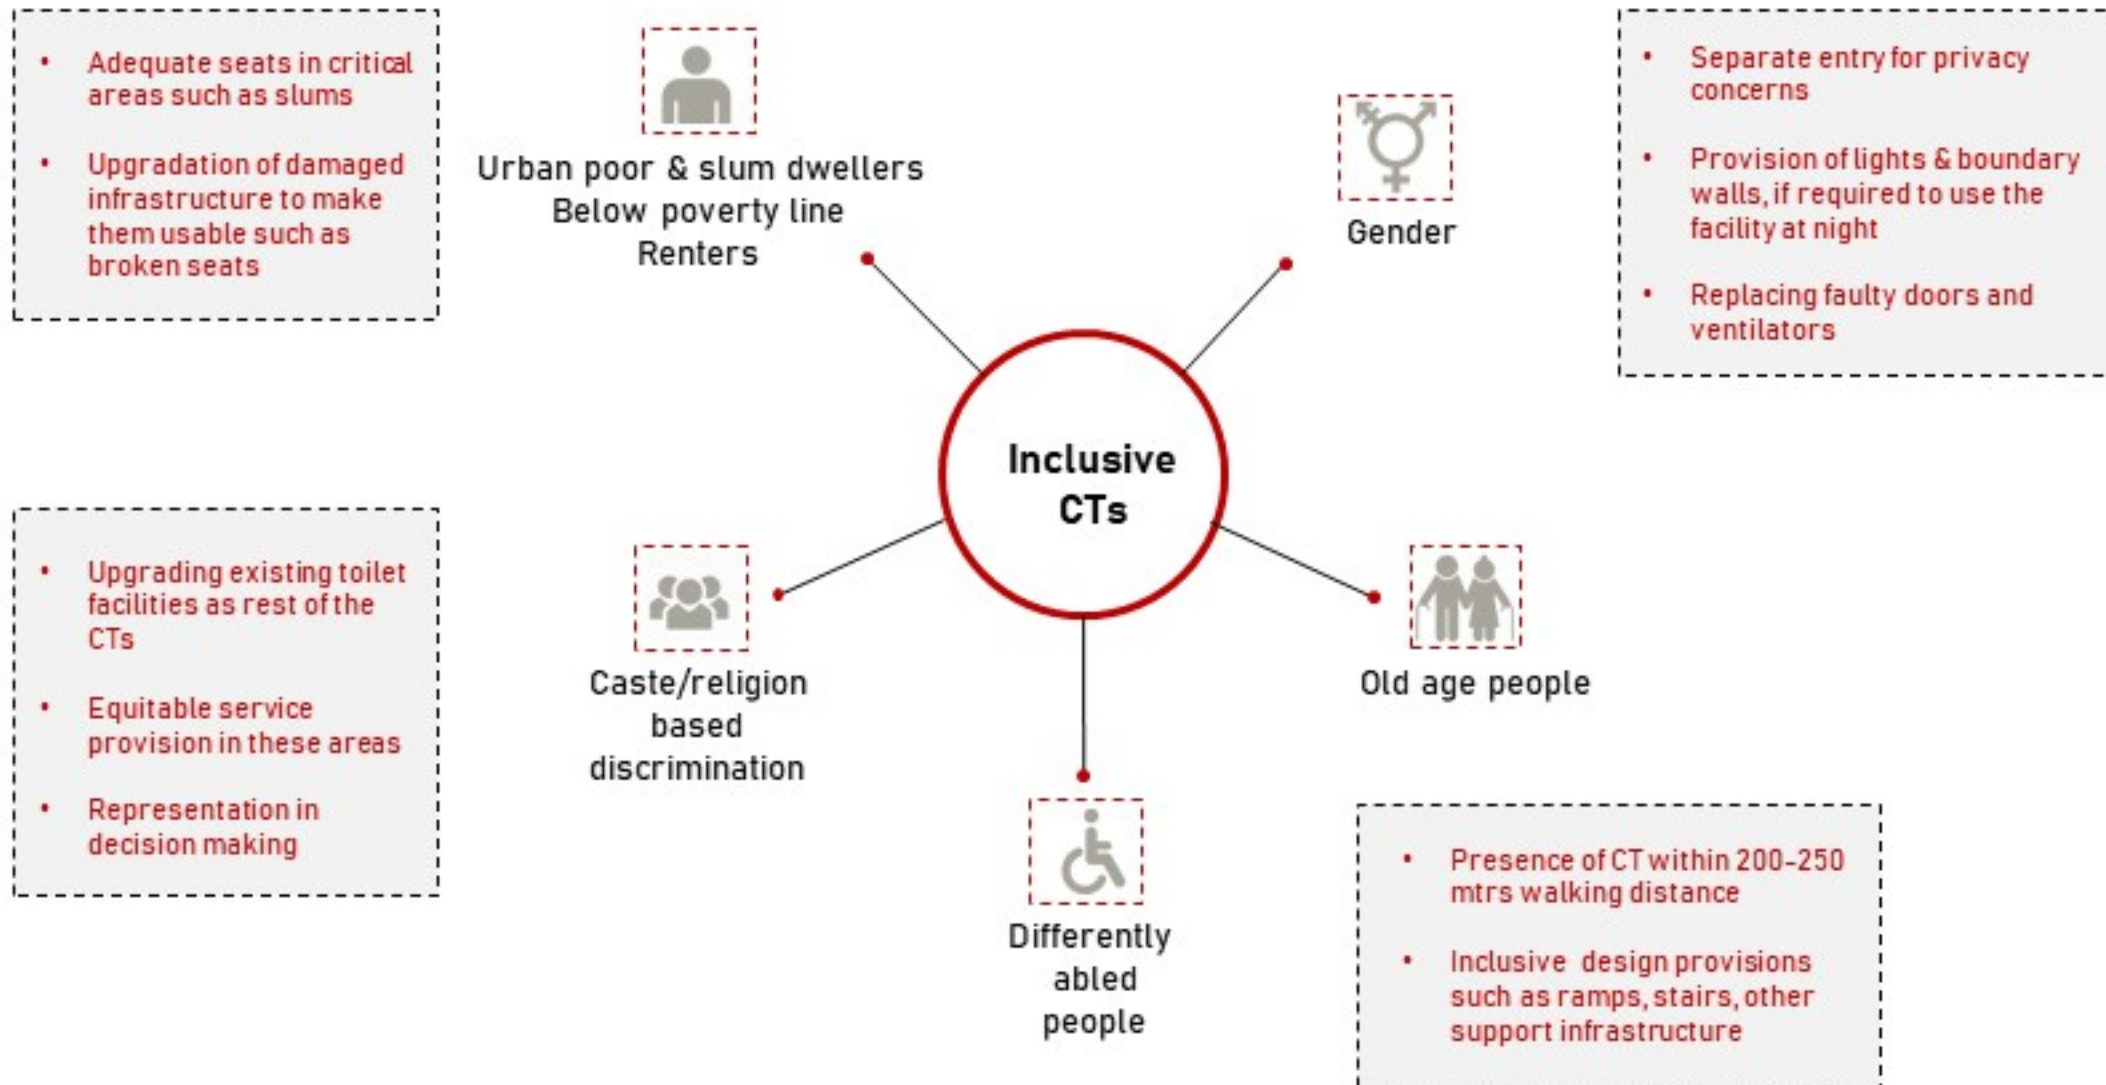 • Adequate seats in critical
areas such as slums
• Upgradation of damaged
infrastructure to make
them usable such as
broken seats
Urban poor & slum dwellers
Below poverty line
Renters
Gender
• Separate entry for privacy
concerns
• Provision of lights & boundary
walls, if required to use the
facility at night
• Replacing faulty doors and
ventilators
Inclusive
CTs
• Upgrading existing toilet
facilities as rest of the
CTs
• Equitable service
provision in these areas
• Representation in
decision making
Caste/religion
based
discrimination
Old age people
Differently
abled
people
• Presence of CT within 200-250
mtrs walking distance
• Inclusive design provisions
such as ramps, stairs, other
support infrastructure